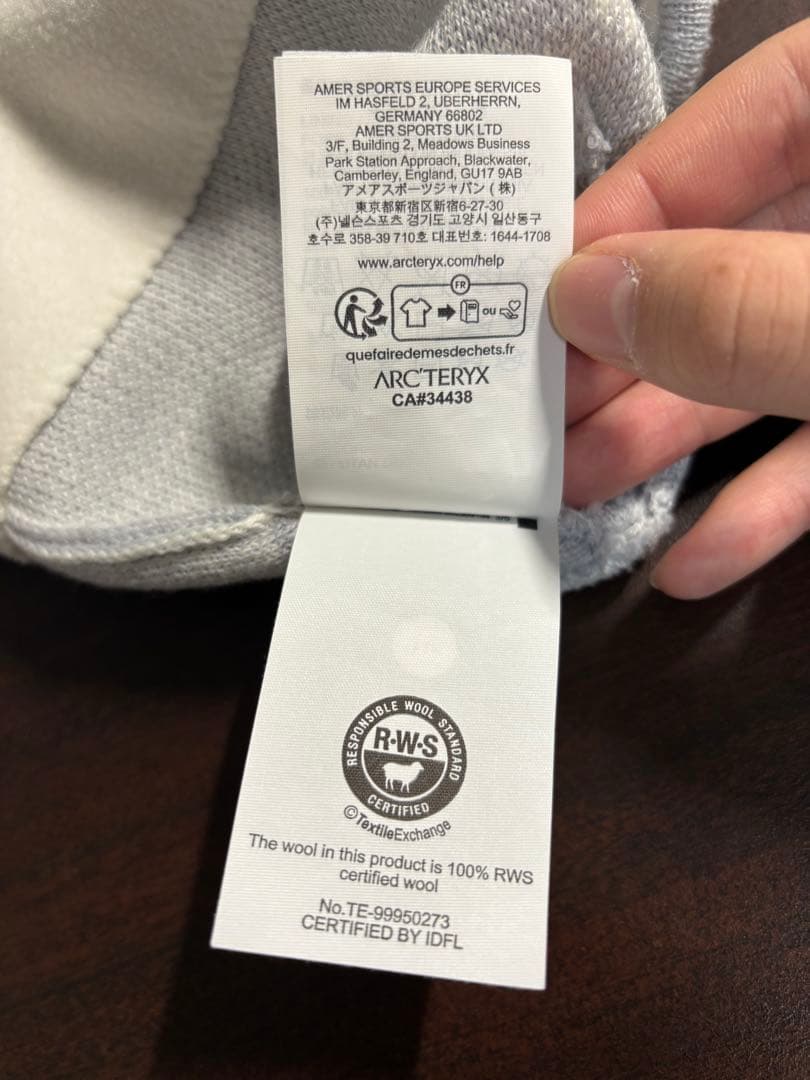 AMER SPORTS EUROPE SERVICES
IM HASFELD 2, UBERHERRN,
GERMANY 66802
AMER SPORTS UK LTD
3/F, Building 2, Meadows Business
Park Station Approach, Blackwater,
Camberley, England, GU17 9AB
アメアスポーツジャパン (株)
東京都新宿区新宿6-27-30
(주)넬슨스포츠 경기도 고양시 일산동구
호수로 358-39 710호 대표번호: 1644-1708
www.arcteryx.com/help
FR
ou
quefairedemesdechets.fr
ARC'TERYX
CA#34438
RESPONSIBLE WOOL STANDARD
R·W·S
CERTIFIED
©TextileExchange
The wool in this product is 100% RWS
certified wool
No.TE-99950273
CERTIFIED BY IDFL